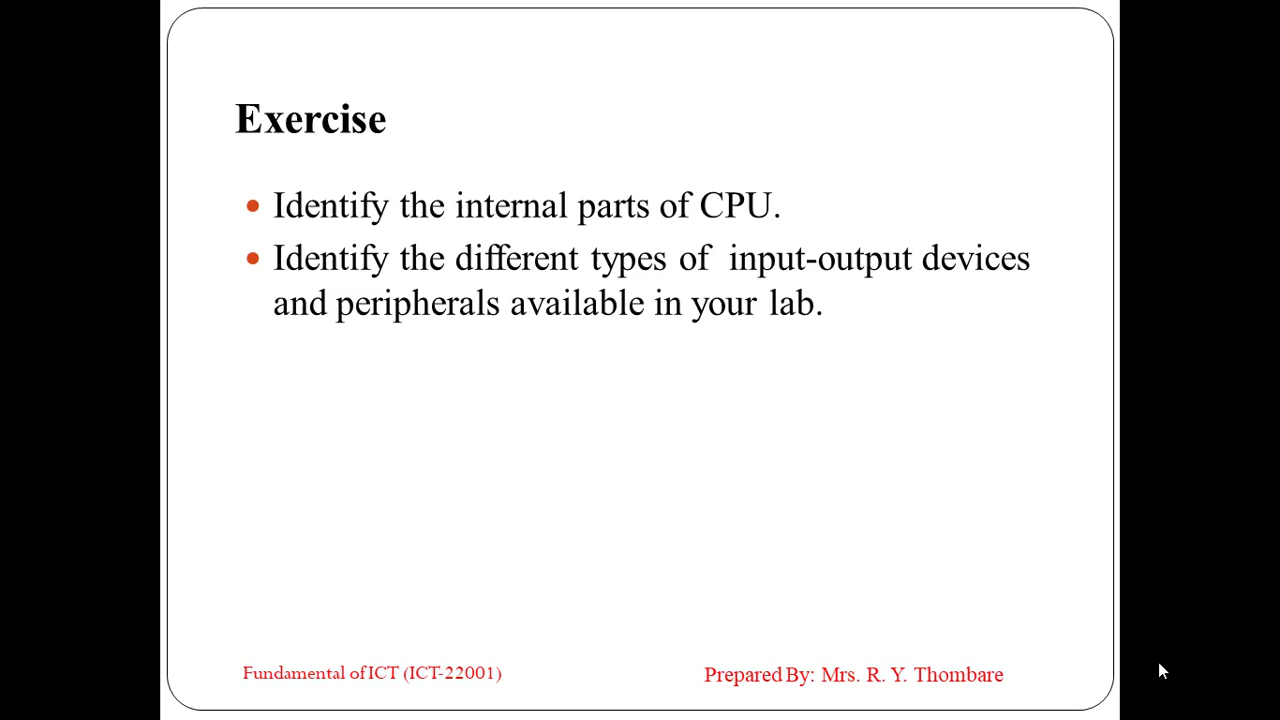 Exercise
• Identify the internal parts of CPU.
• Identify the different types of input-output devices
and peripherals available in your lab.
Fundamental of ICT (ICT-22001)
Prepared By: Mrs. R. Y. Thombare